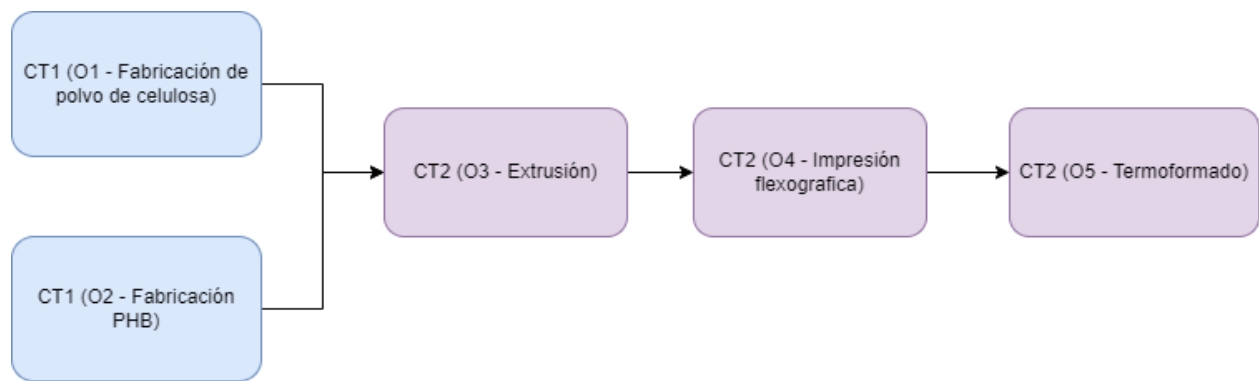 CT1 (O1 - Fabricación de
polvo de celulosa)
CT2 (O3 - Extrusión)
CT2 (O4 - Impresión
flexografica)
CT2 (O5 - Termoformado)
CT1 (O2 - Fabricación
PHB)